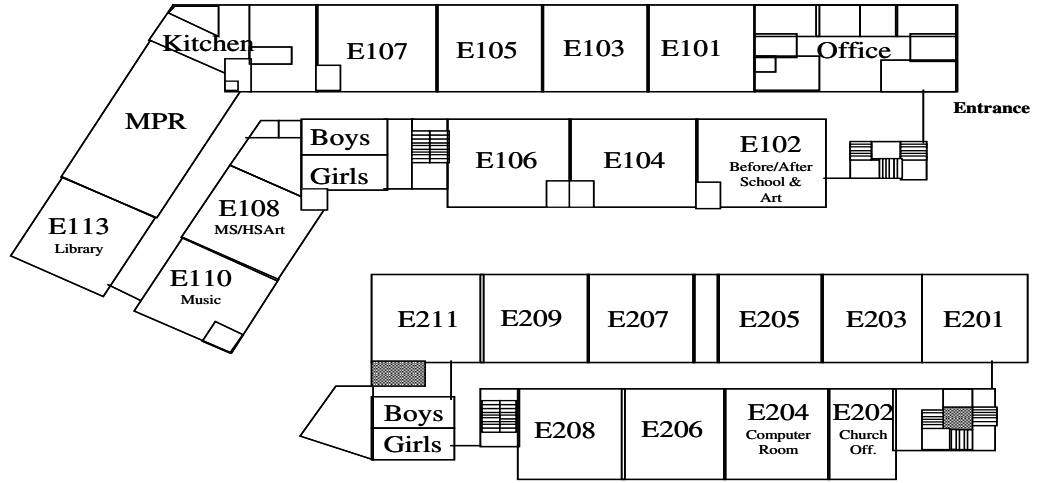 Kitchen
E107
E105
E103
E101
Office
Entrance
MPR
Boys
Girls
E106
E104
E102
Before/After
School &
Art
E113
Library
E108
MS/HSArt
E110
Music
E211
E209
E207
E205
E203
E201
Boys
Girls
E208
E206
E204
Computer
Room
E202
Church
Off.